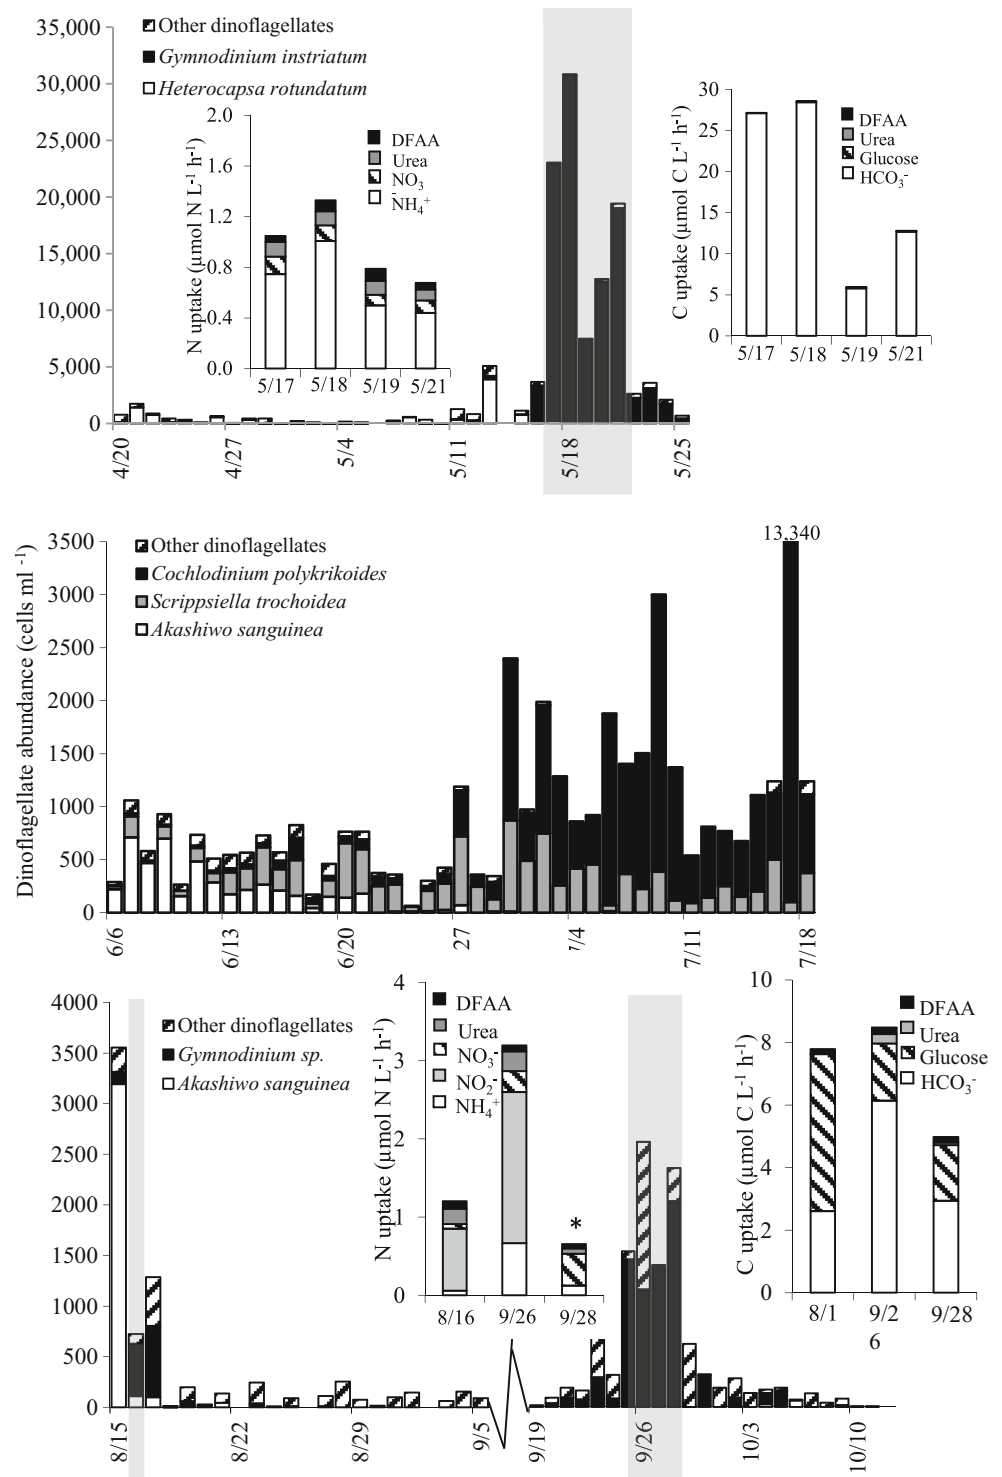 35,000
30,000
25,000
20,000
15,000
10,000
5,000
0
Other dinoflagellates
Gymnodinium instriatum
Heterocapsa rotundatum
4/20
4/27
5/4
5/11
5/18
5/25
N uptake (µmol N L-1 h-1)
2.0
1.6
1.2
0.8
0.4
0.0
DFAA
Urea
NO3
-
NH4+
5/17
5/18
5/19
5/21
C uptake (µmol C L-1 h-1)
30
25
20
15
10
5
0
DFAA
Urea
Glucose
HCO3-
5/17
5/18
5/19
5/21
Dinoflagellate abundance (cells ml -1)
3500
3000
2500
2000
1500
1000
500
0
Other dinoflagellates
Cochlodinium polykrikoides
Scrippsiella trochoidea
Akashiwo sanguinea
13,340
6/6
6/13
6/20
27
7/4
7/11
7/18
4000
3500
3000
2500
2000
1500
1000
500
0
Other dinoflagellates
Gymnodinium sp.
Akashiwo sanguinea
8/15
8/22
8/29
9/5
9/19
9/26
10/3
10/10
N uptake (µmol N L-1 h-1)
4
3
2
1
0
DFAA
Urea
NO3-
NO2-
NH4+
*
8/16
9/26
9/28
C uptake (µmol C L-1 h-1)
10
8
6
4
2
0
DFAA
Urea
Glucose
HCO3-
8/1
9/2
6
9/28